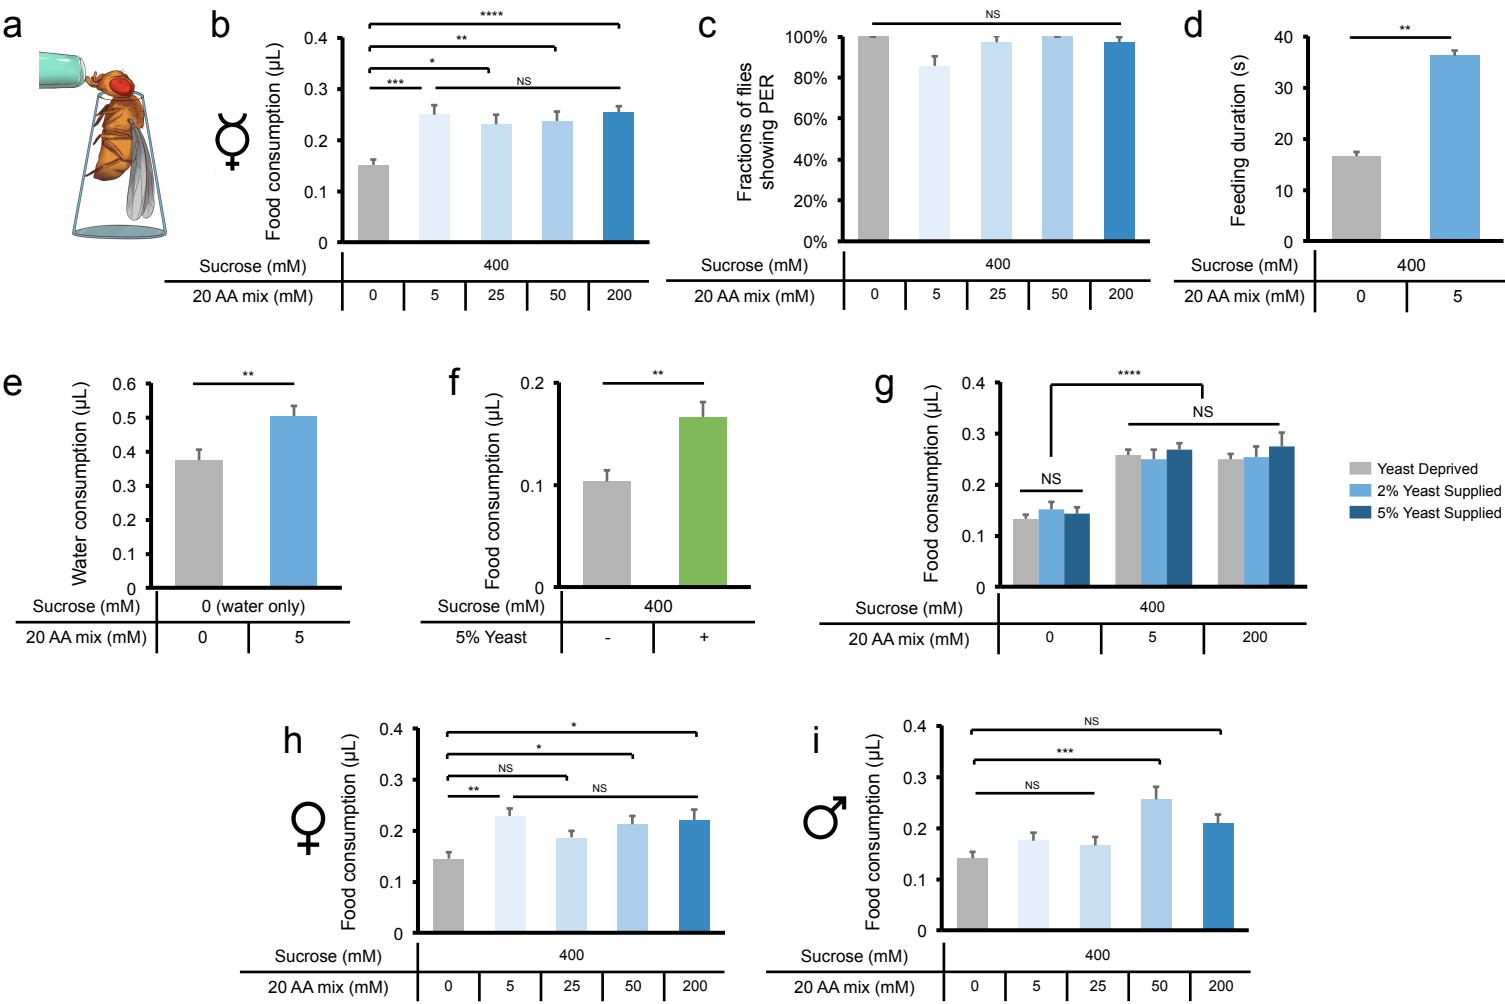 a
b
Food consumption (μL)
0.4
0.3
0.2
0.1
0
****
**
*
***
NS
Sucrose (mM) 400
20 AA mix (mM) 0 5 25 50 200
c
Fractions of flies
showing PER
100%
80%
60%
40%
20%
0%
NS
Sucrose (mM) 400
20 AA mix (mM) 0 5 25 50 200
d
Feeding duration (s)
40
30
20
10
0
**
Sucrose (mM) 400
20 AA mix (mM) 0 5
e
Water consumption (μL)
0.6
0.5
0.4
0.3
0.2
0.1
0
**
Sucrose (mM) 0 (water only)
20 AA mix (mM) 0 5
f
Food consumption (μL)
0.2
0.1
0
**
Sucrose (mM) 400
5% Yeast - +
g
Food consumption (μL)
0.4
0.3
0.2
0.1
0
****
NS
NS
Sucrose (mM) 400
20 AA mix (mM) 0 5 200
Yeast Deprived
2% Yeast Supplied
5% Yeast Supplied
h
Food consumption (μL)
0.4
0.3
0.2
0.1
0
*
*
NS
** NS
Sucrose (mM) 400
20 AA mix (mM) 0 5 25 50 200
i
Food consumption (μL)
0.4
0.3
0.2
0.1
0
NS
***
NS
Sucrose (mM) 400
20 AA mix (mM) 0 5 25 50 200